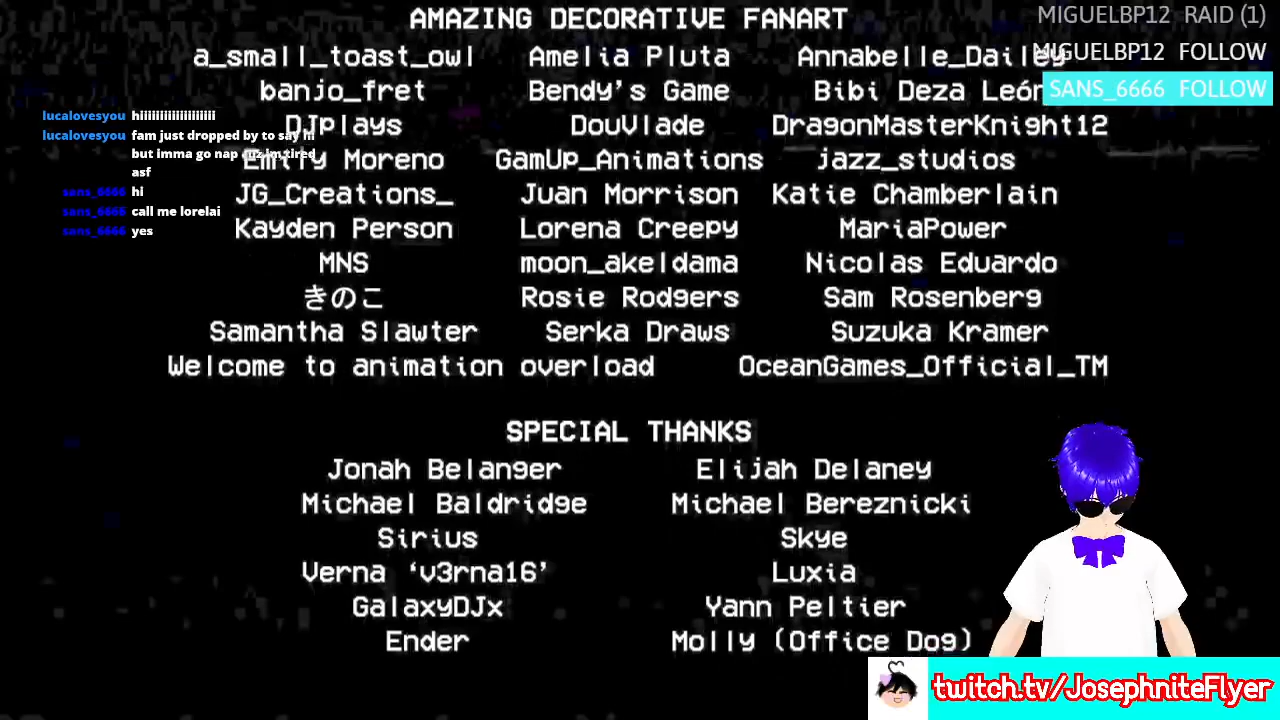 AMAZING DECORATIVE FANART
a_small_toast_owl Amelia Pluta Annabelle_Dailey
banjo_fret Bendy's Game Bibi Deza León
DJplays DouVlade DragonMasterKnight12
Emily Moreno GamUp_Animations jazz_studios
JG_Creations_ Juan Morrison Katie Chamberlain
Kayden Person Lorena Creepy MariaPower
MNS moon_akeldama Nicolas Eduardo
きのこ Rosie Rodgers Sam Rosenberg
Samantha Slawter Serka Draws Suzuka Kramer
Welcome to animation overload OceanGames_Official_TM
SPECIAL THANKS
Jonah Belanger Elijah Delaney
Michael Baldridge Michael Bereznicki
Sirius Skye
Verna ‘v3rna16’ Luxia
GalaxyDJx Yann Peltier
Ender Molly (Office Dog)
MIGUELBP12 RAID (1)
MIGUELBP12 FOLLOW
SANS_6666 FOLLOW
lucalovesyou hiiiiiiiiiiiiiiiiiii
lucalovesyou fam just dropped by to say hi
but imma go nap cuz im tired
asf
sans_6666 hi
sans_6666 call me lorelai
sans_6666 yes
twitch.tv/JosephniteFlyer